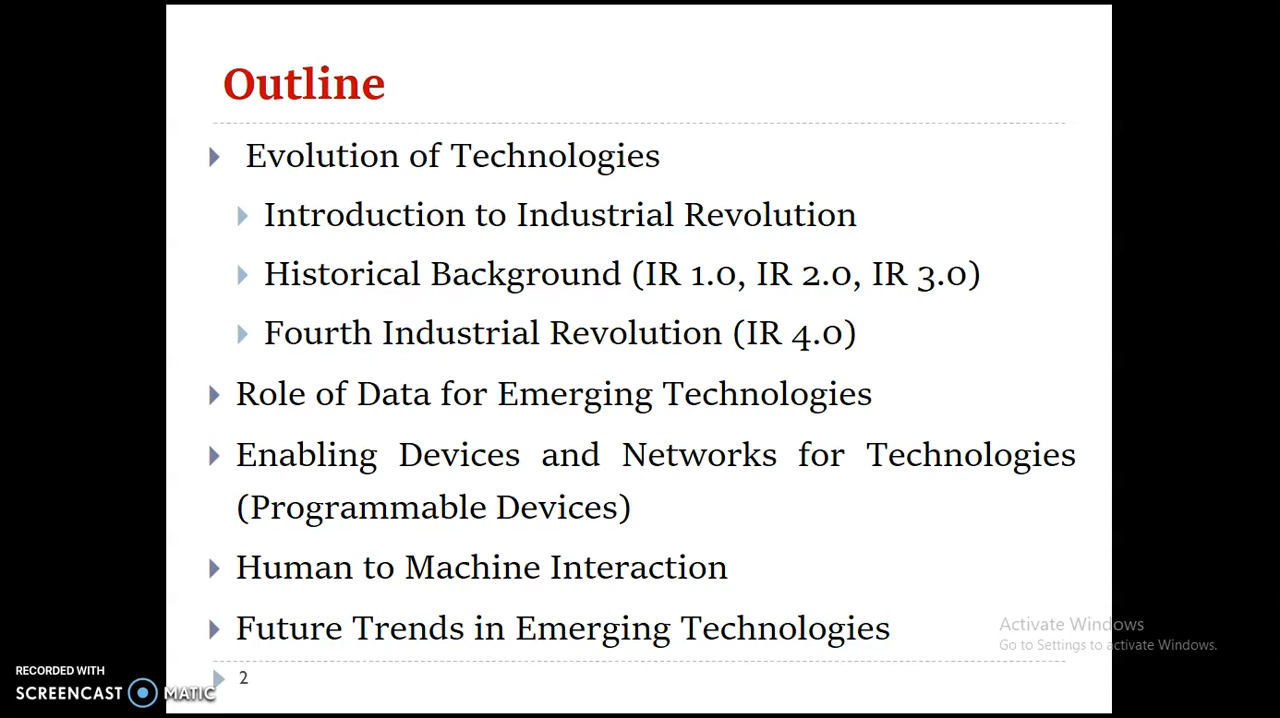 Outline
Evolution of Technologies
Introduction to Industrial Revolution
Historical Background (IR 1.0, IR 2.0, IR 3.0)
Fourth Industrial Revolution (IR 4.0)
Role of Data for Emerging Technologies
Enabling Devices and Networks for Technologies
(Programmable Devices)
Human to Machine Interaction
Future Trends in Emerging Technologies
Activate Windows
Go to Settings to activate Windows.
2
RECORDED WITH
SCREENCAST MATIC